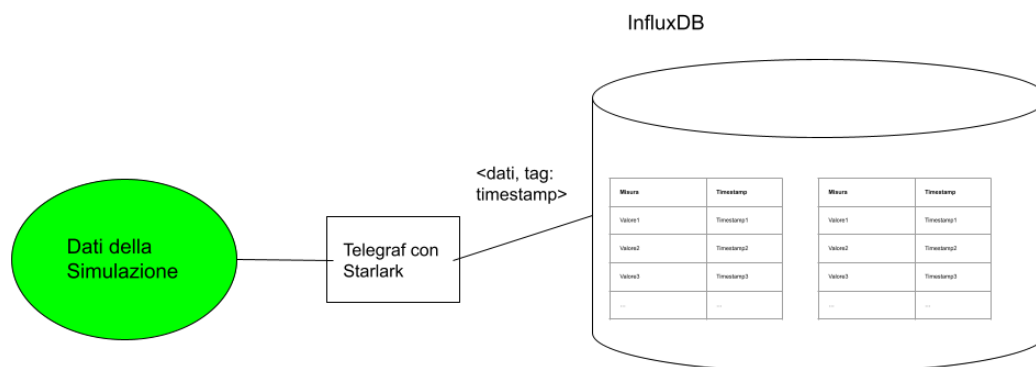 InfluxDB
<dati, tag:
timestamp>
Dati della
Simulazione
Telegraf con
Starlark
Misura Timestamp
Valore1 Timestamp1
Valore2 Timestamp2
Valore3 Timestamp3
... ...
Misura Timestamp
Valore1 Timestamp1
Valore2 Timestamp2
Valore3 Timestamp3
... ...